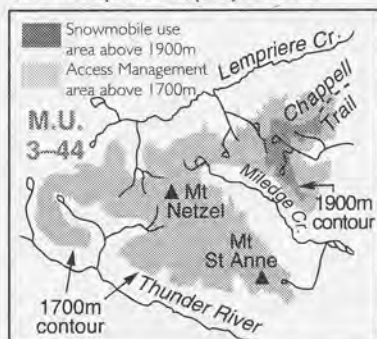 Snowmobile use
area above 1900m
Access Management
area above 1700m
Lempriere Cr.
Chappell
Trail
M.U.
3-44
Mt
Netzel
Miledge Cr.
1900m
contour
Mt
St Anne
1700m
contour
Thunder River